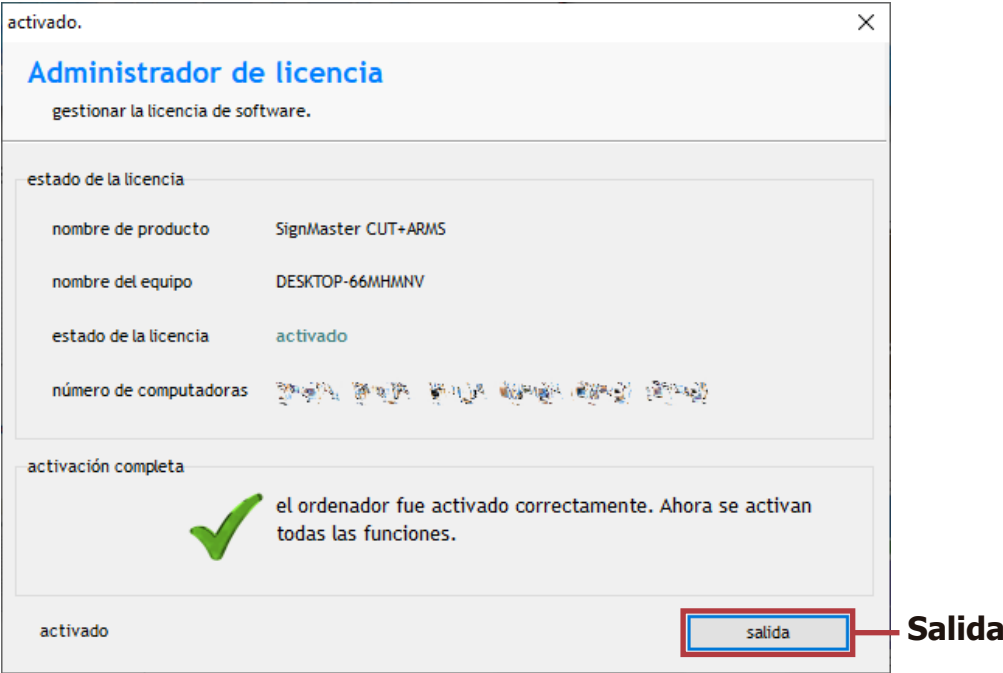 activado.
Administrador de licencia
gestionar la licencia de software.
estado de la licencia
nombre de producto SignMaster CUT+ARMS
nombre del equipo DESKTOP-66MHMNV
estado de la licencia activado
número de computadoras
activación completa
el ordenador fue activado correctamente. Ahora se activan
todas las funciones.
activado
salida
Salida